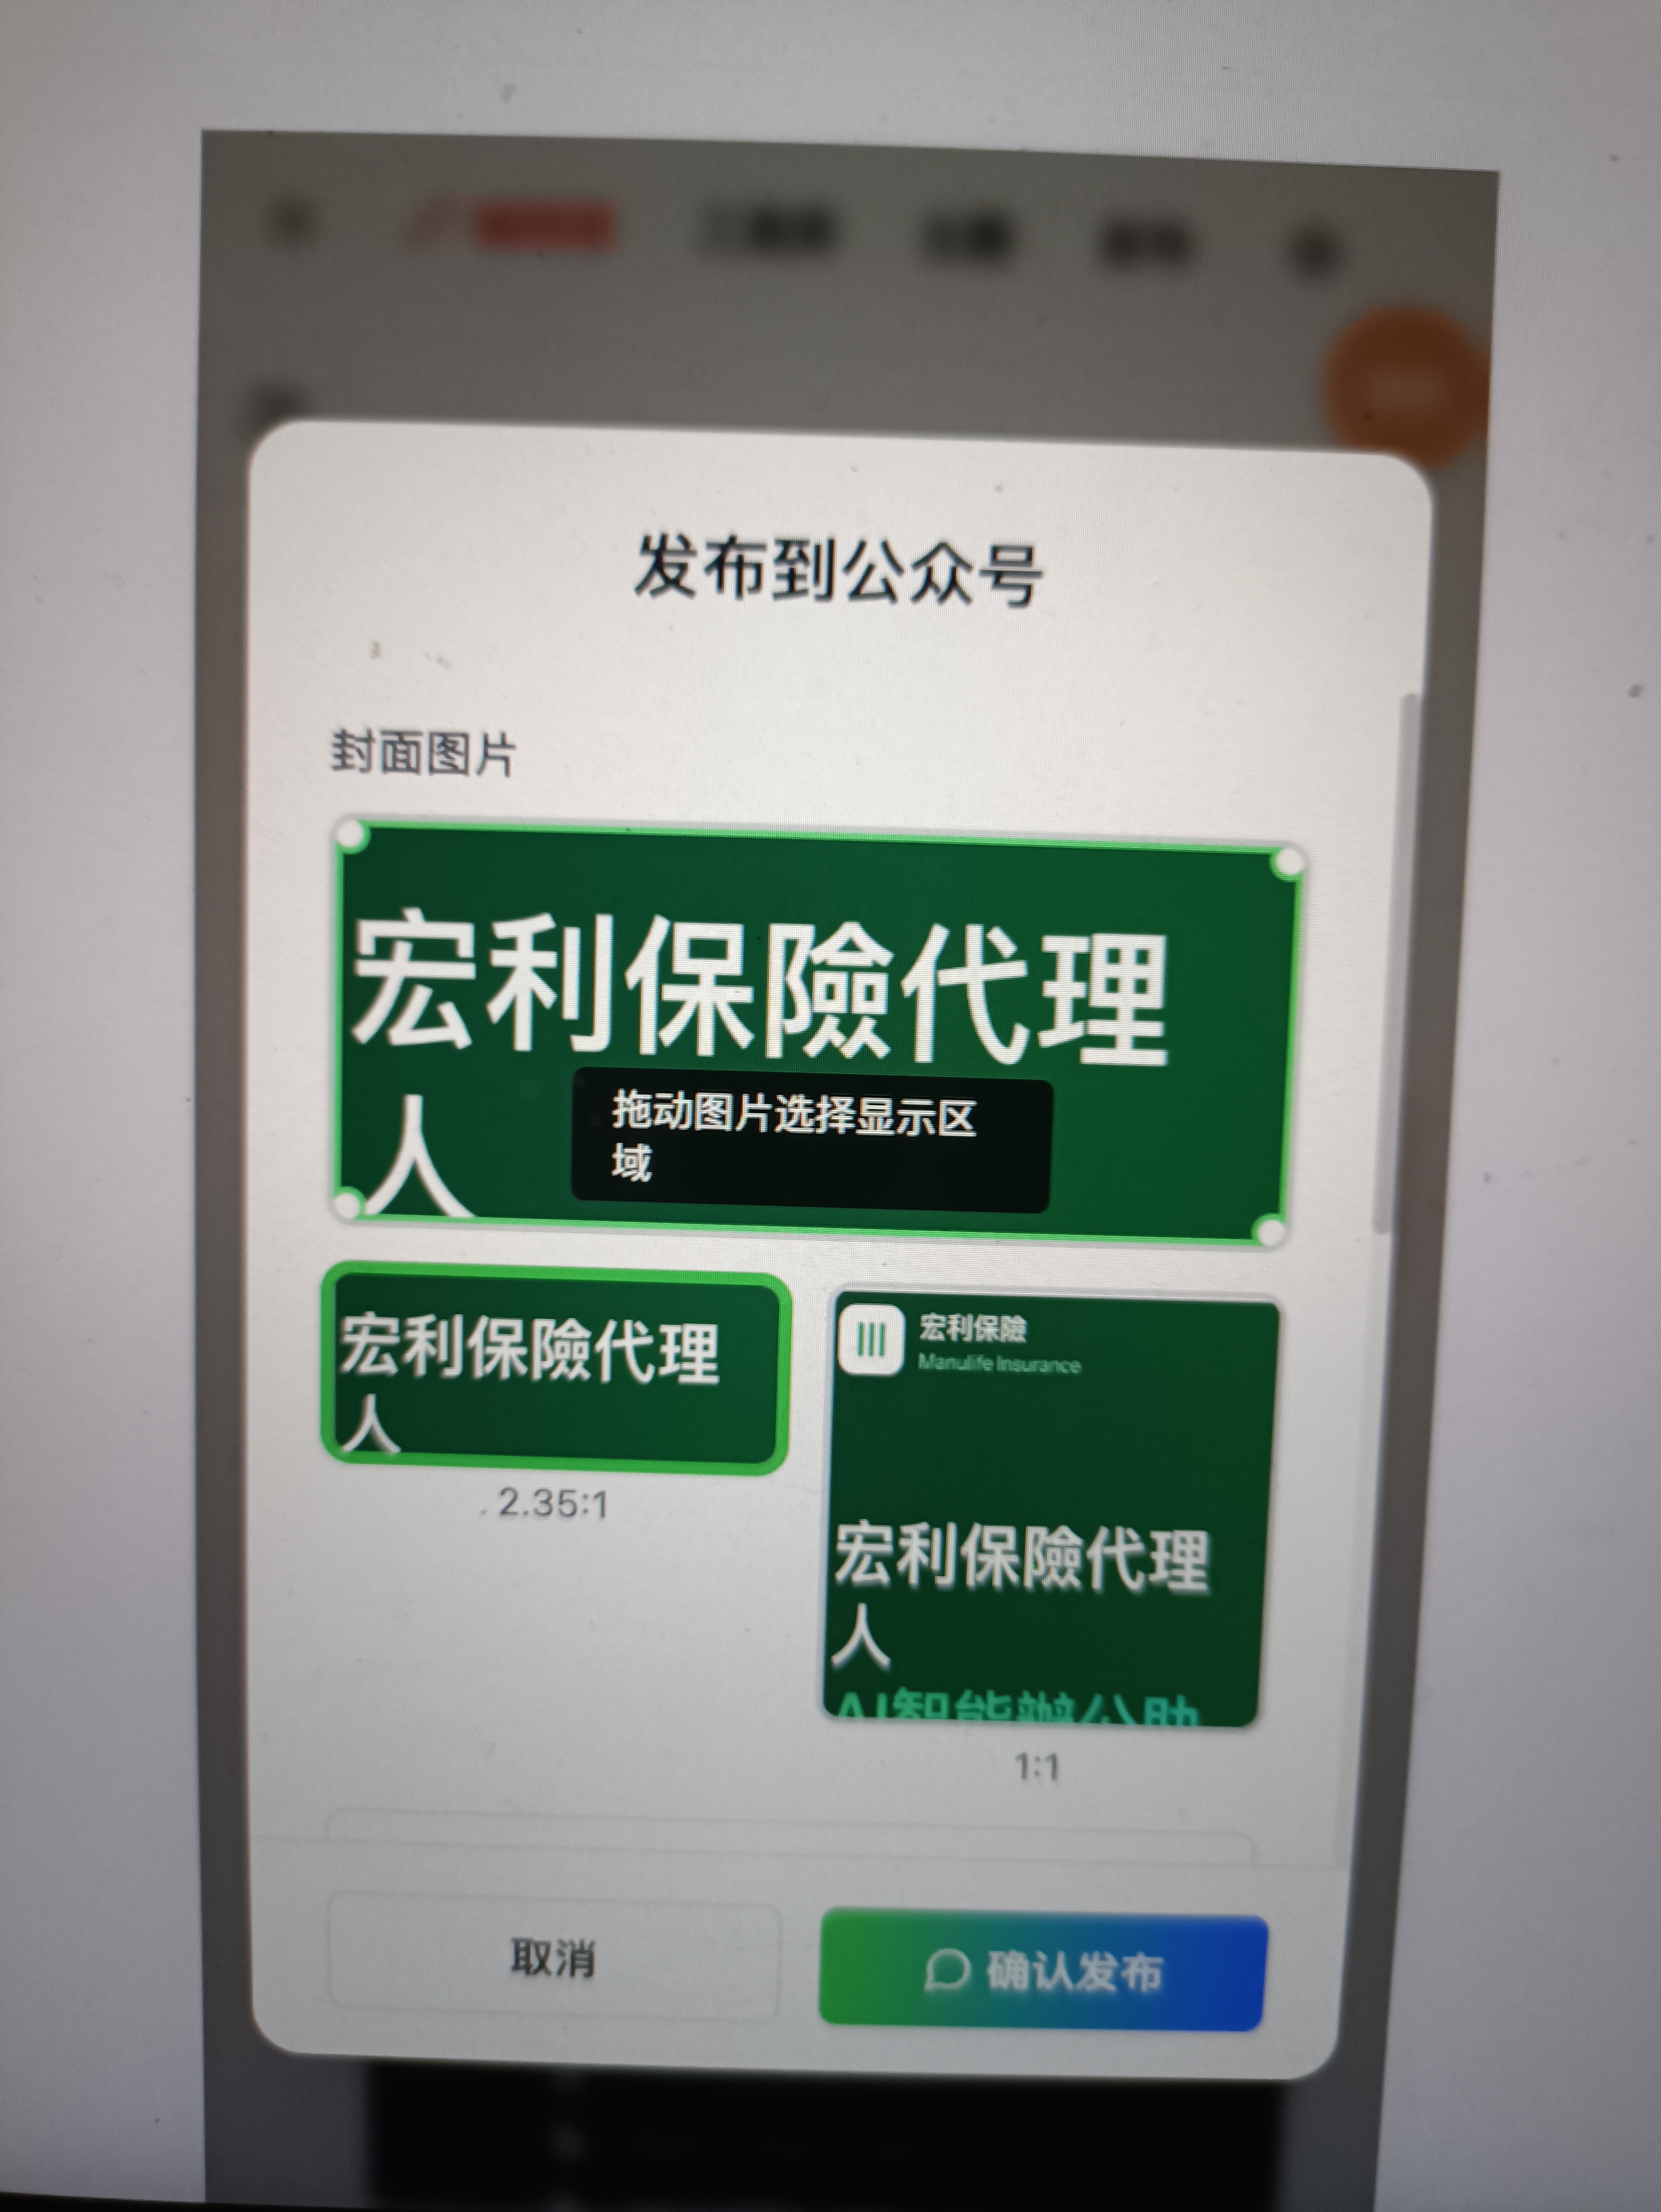 发布到公众号
封面图片
宏利保險代理
人
拖动图片选择显示区
域
宏利保險代理
人
2.35:1
宏利保險
Manulife Insurance
宏利保險代理
人
AI智能辦公助
1:1
取消
确认发布